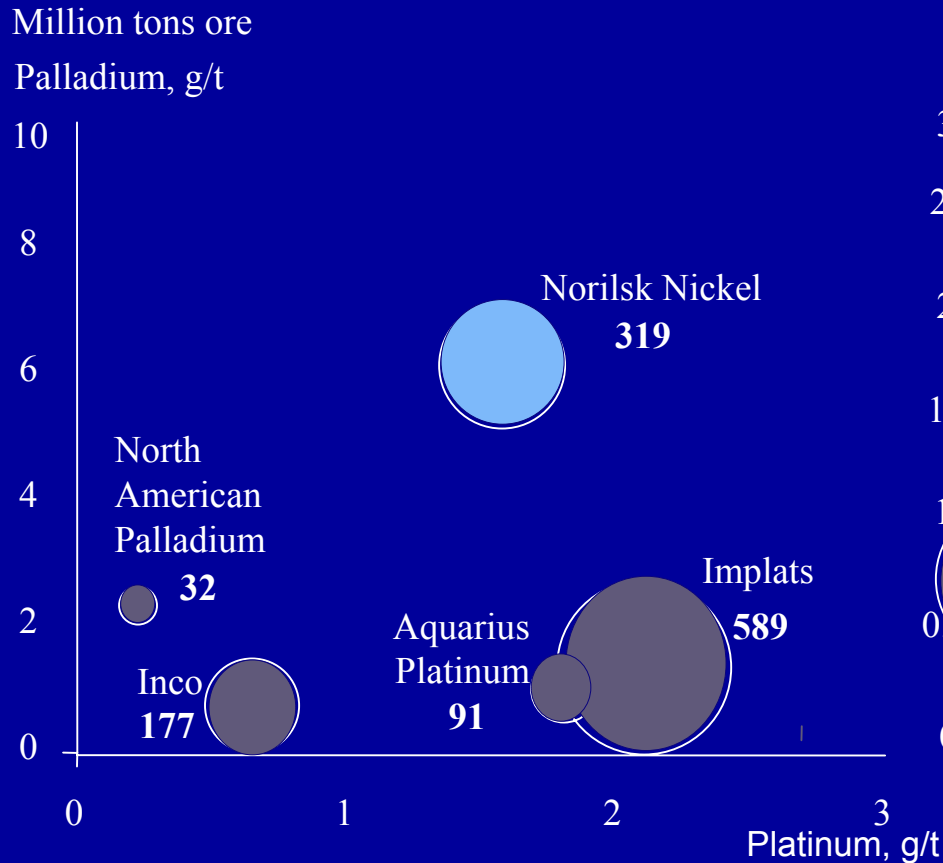 Million tons ore
Palladium, g/t
10
8
6
4
2
0
Norilsk Nickel
319
North
American
Palladium
32
Inco
177
Aquarius
Platinum
91
Implats
589
0
0 1 2 3
Platinum, g/t